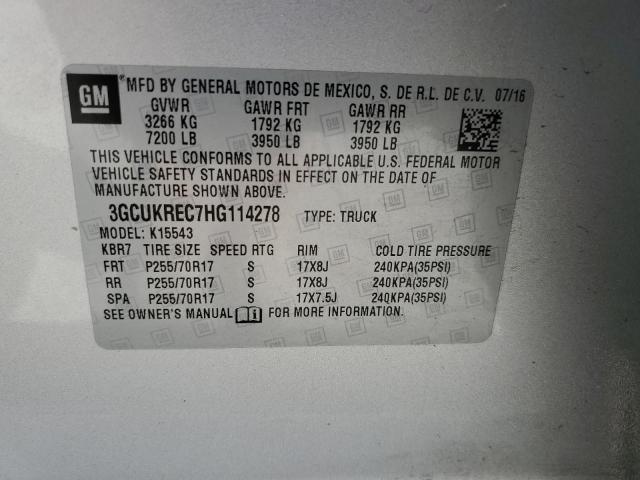 GM MFD BY GENERAL MOTORS DE MEXICO, S. DE R.L. DE C.V. 07/16
GVWR GAWR FRT GAWR RR
3266 KG 1792 KG 1792 KG
7200 LB 3950 LB 3950 LB
THIS VEHICLE CONFORMS TO ALL APPLICABLE U.S. FEDERAL MOTOR
VEHICLE SAFETY STANDARDS IN EFFECT ON THE DATE OF
MANUFACTURE SHOWN ABOVE.
3GCUKREC7HG114278 TYPE: TRUCK
MODEL: K15543
KBR7 TIRE SIZE SPEED RTG RIM COLD TIRE PRESSURE
FRT P255/70R17 S 17X8J 240KPA(35PSI)
RR P255/70R17 S 17X8J 240KPA(35PSI)
SPA P255/70R17 S 17X7.5J 240KPA(35PSI)
SEE OWNER'S MANUAL FOR MORE INFORMATION.